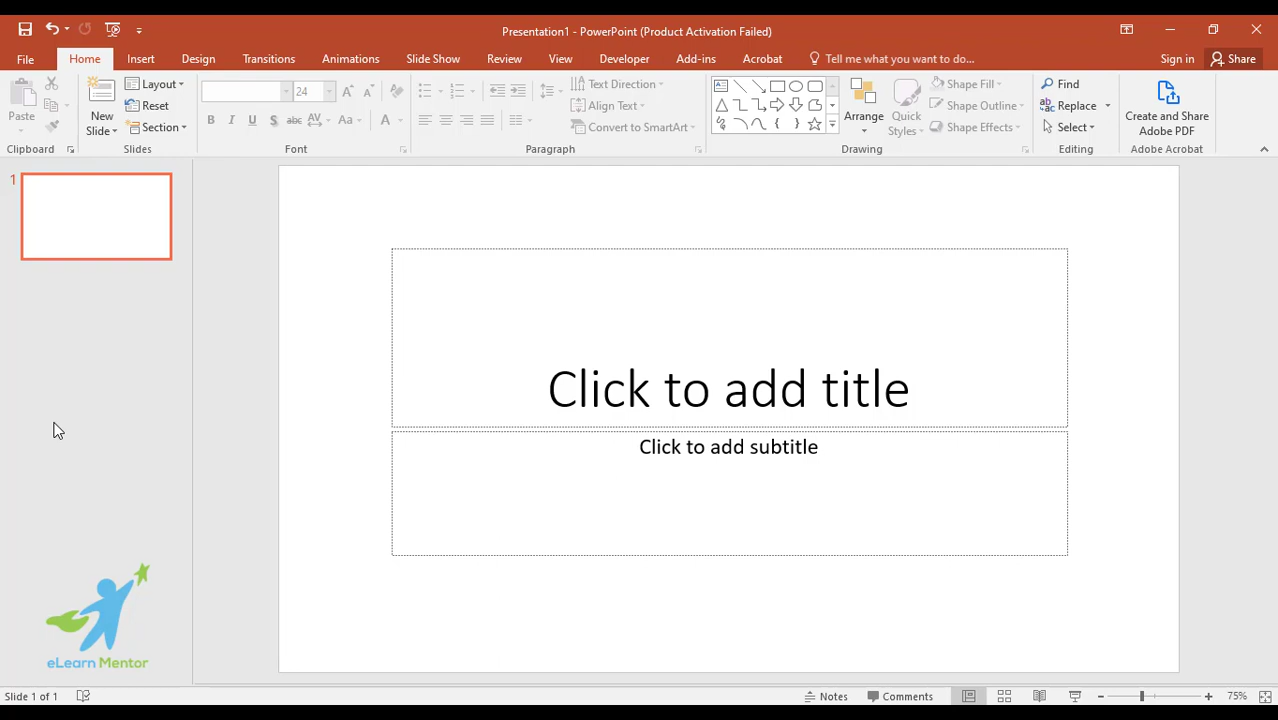 Presentation1 - PowerPoint (Product Activation Failed)
File Home Insert Design Transitions Animations Slide Show Review View Developer Add-ins Acrobat Tell me what you want to do... Sign in Share
Paste
Clipboard
New Slide
Layout
Reset
Section
Slides
24
B I U S abc AV Aa A
Font
Text Direction
Align Text
Convert to SmartArt
Paragraph
Arrange
Quick Styles
Shape Fill
Shape Outline
Shape Effects
Drawing
Find
Replace
Select
Editing
Create and Share
Adobe PDF
Adobe Acrobat
1
Click to add title
Click to add subtitle
eLearn Mentor
Slide 1 of 1 Notes Comments 75%